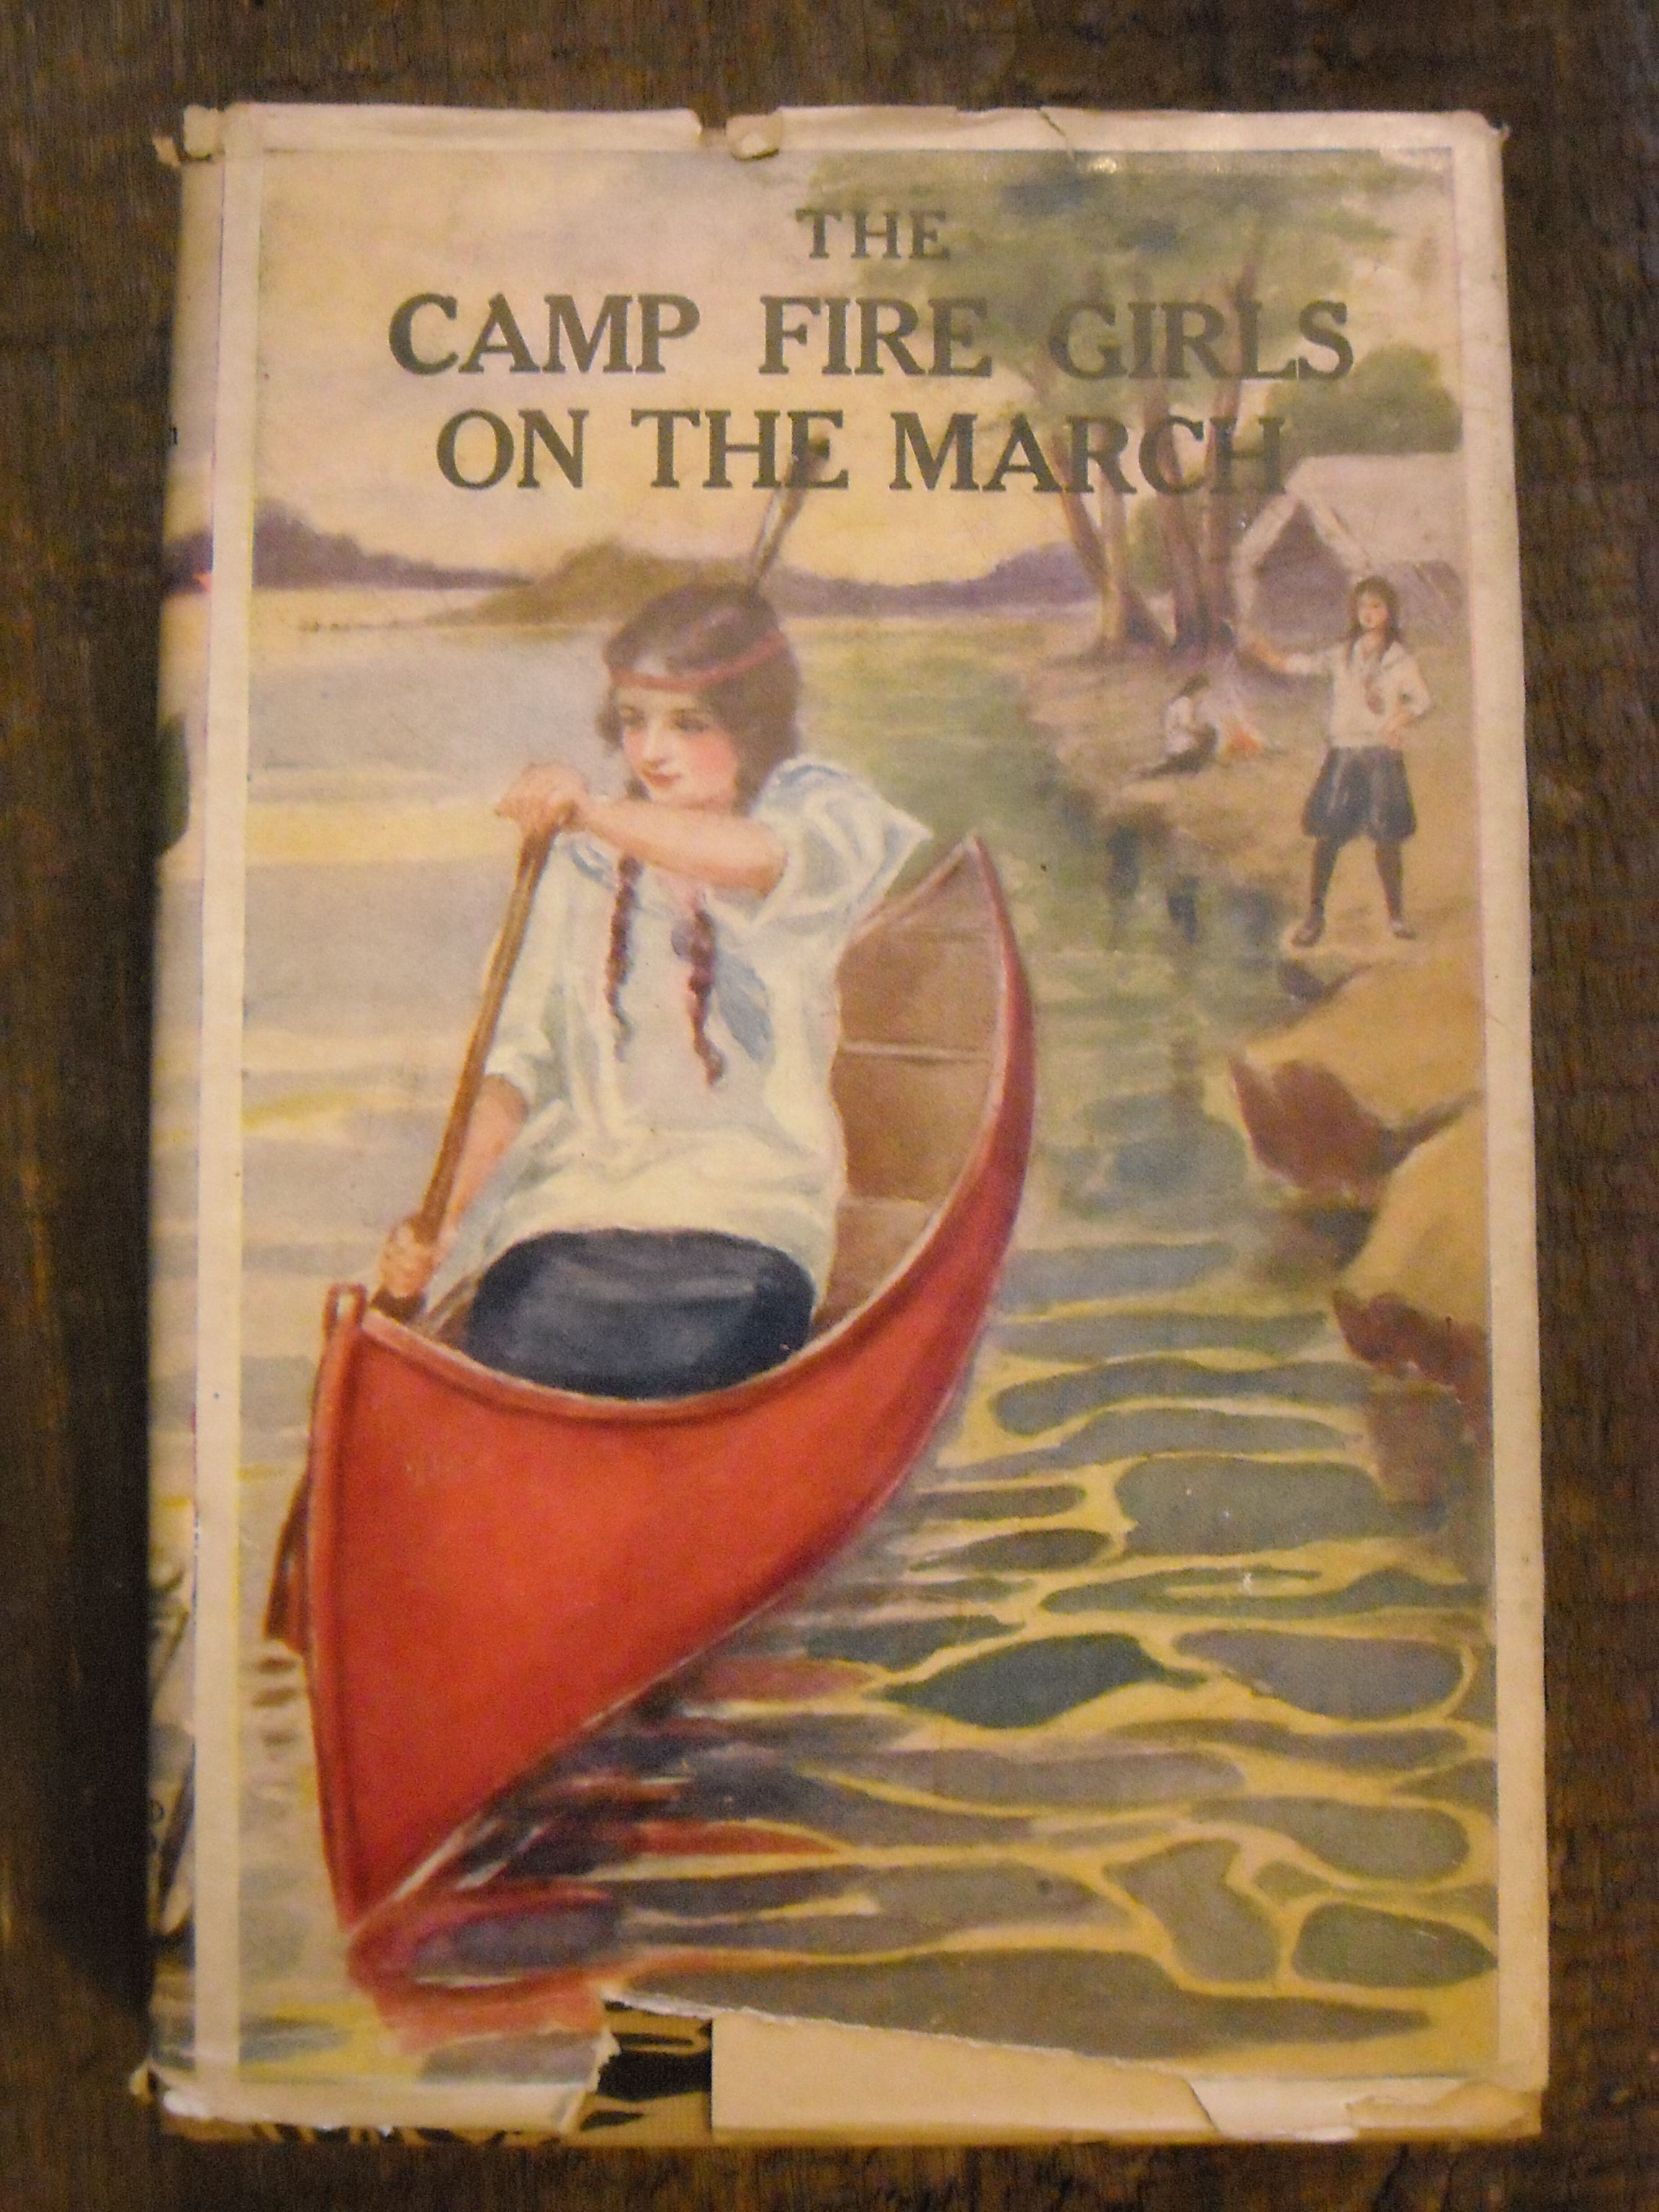 THE
CAMP FIRE GIRLS
ON THE MARCH